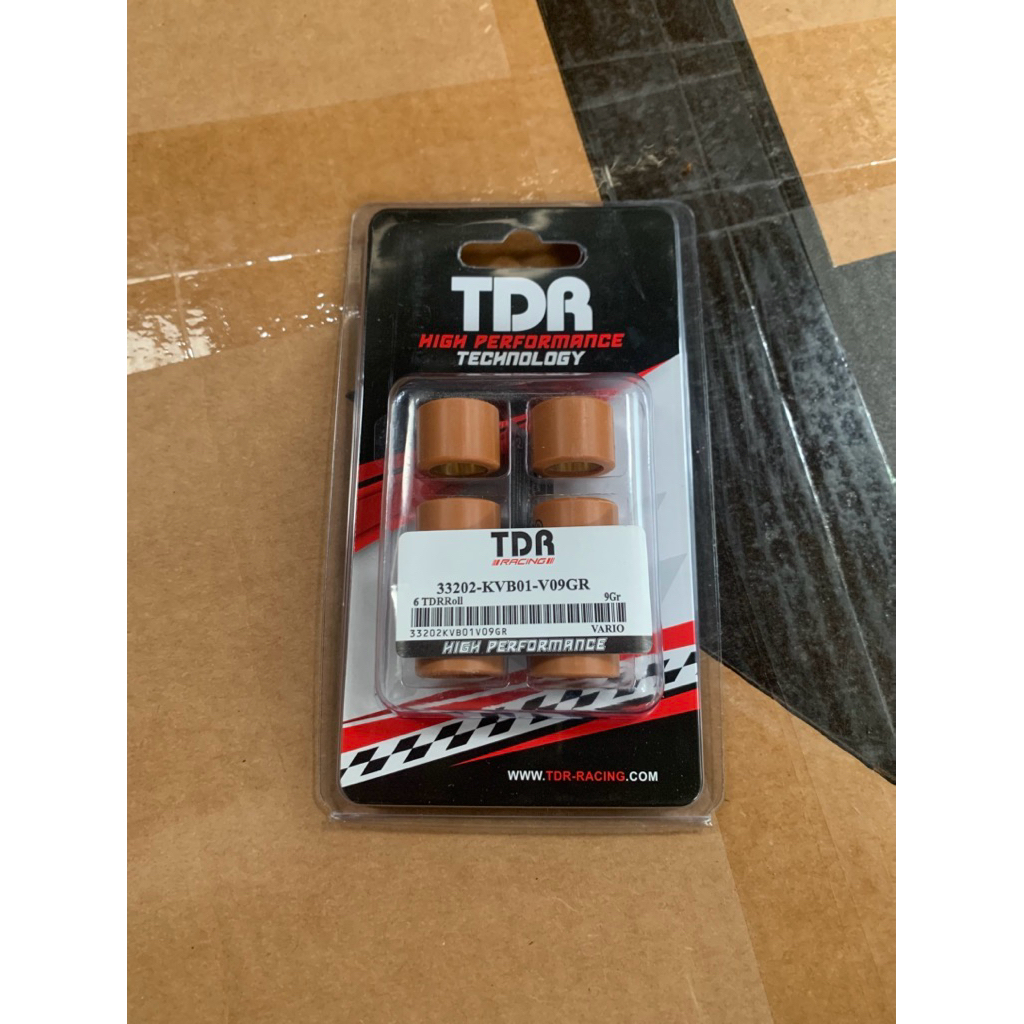 TDR
HIGH PERFORMANCE
TECHNOLOGY
TDR
RACING
33202-KVB01-V09GR
6 TDRRoll 9Gr
33202KVB01V09GR VARIO
HIGH PERFORMANCE
WWW.TDR-RACING.COM